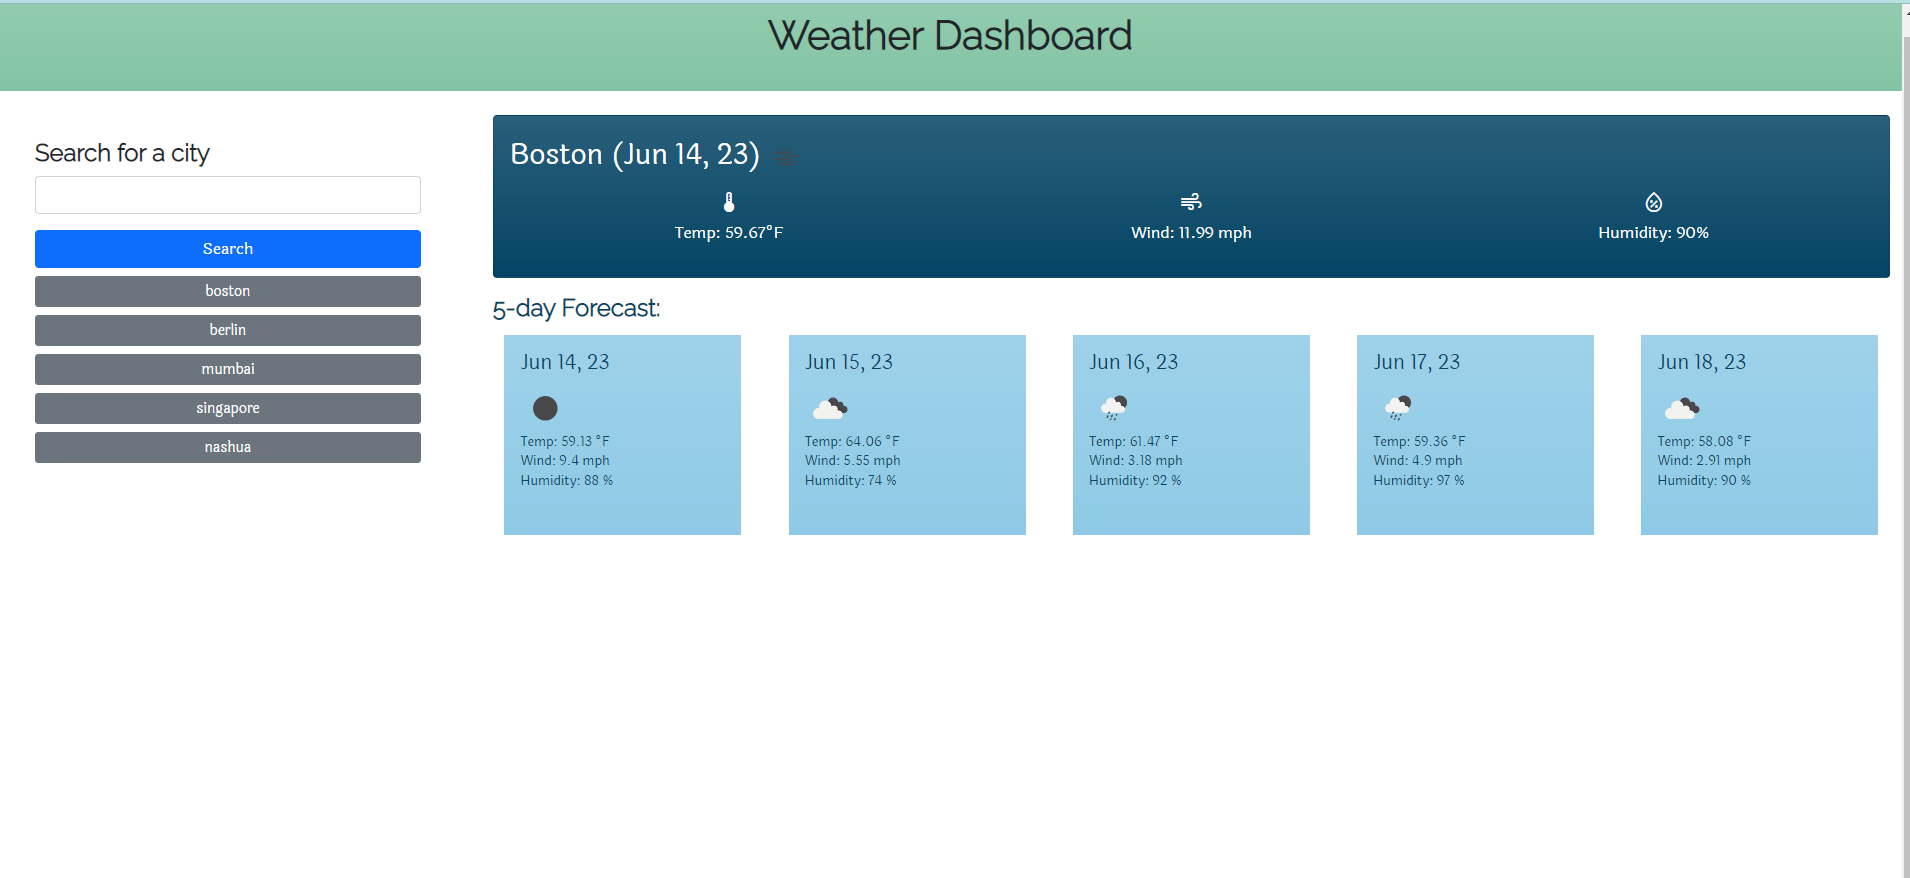 Weather Dashboard
Search for a city
Search
boston
berlin
mumbai
singapore
nashua
Boston (Jun 14, 23)
Temp: 59.67°F
Wind: 11.99 mph
Humidity: 90%
5-day Forecast:
Jun 14, 23
Temp: 59.13 °F
Wind: 9.4 mph
Humidity: 88 %
Jun 15, 23
Temp: 64.06 °F
Wind: 5.55 mph
Humidity: 74 %
Jun 16, 23
Temp: 61.47 °F
Wind: 3.18 mph
Humidity: 92 %
Jun 17, 23
Temp: 59.36 °F
Wind: 4.9 mph
Humidity: 97 %
Jun 18, 23
Temp: 58.08 °F
Wind: 2.91 mph
Humidity: 90 %